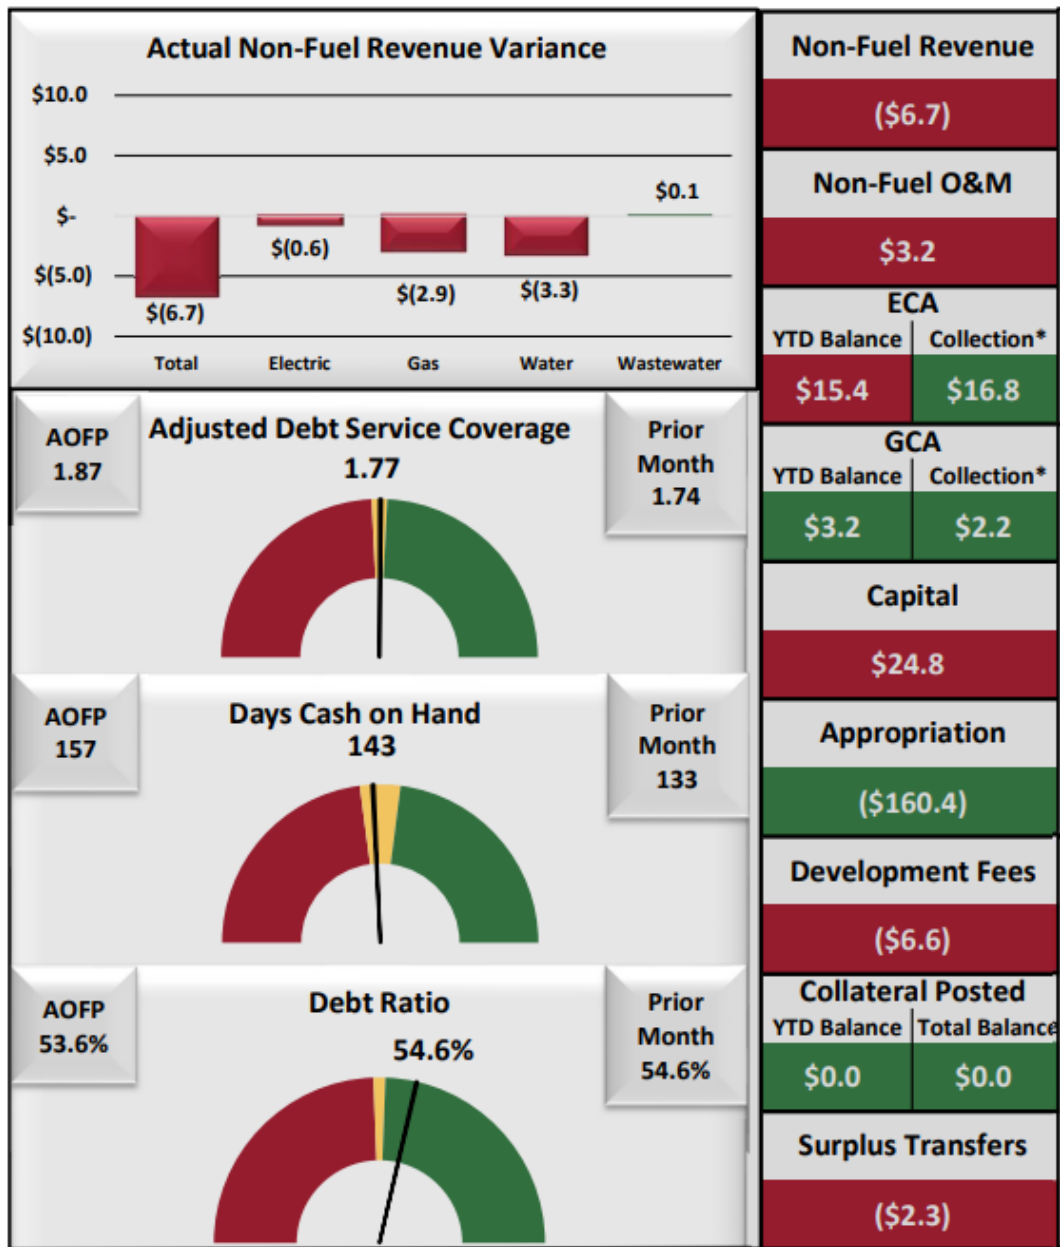 Actual Non-Fuel Revenue Variance
$10.0
$5.0
$-
$(5.0)
$(10.0)
$(6.7)
$(0.6)
$(2.9)
$(3.3)
$0.1
Total Electric Gas Water Wastewater
AOFP
1.87
Adjusted Debt Service Coverage
1.77
Prior
Month
1.74
AOFP
157
Days Cash on Hand
143
Prior
Month
133
AOFP
53.6%
Debt Ratio
54.6%
Prior
Month
54.6%
Non-Fuel Revenue
($6.7)
Non-Fuel O&M
$3.2
ECA
YTD Balance Collection*
$15.4 $16.8
GCA
YTD Balance Collection*
$3.2 $2.2
Capital
$24.8
Appropriation
($160.4)
Development Fees
($6.6)
Collateral Posted
YTD Balance Total Balance
$0.0 $0.0
Surplus Transfers
($2.3)